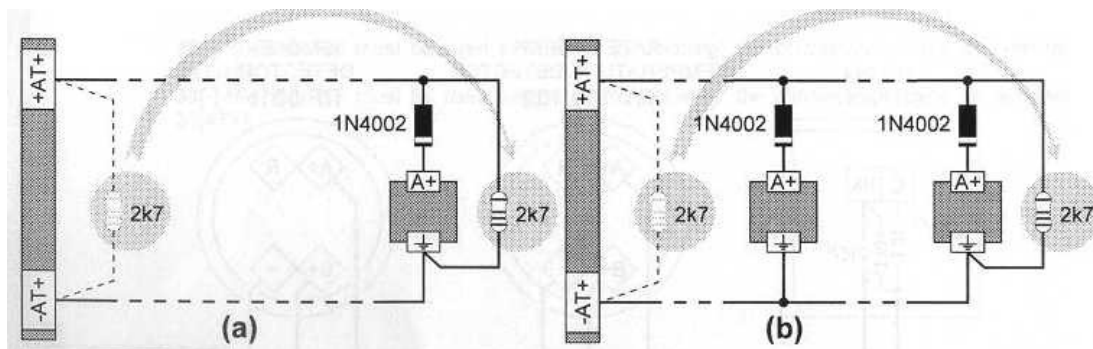 +AT+
1N4002
A+
2k7
2k7
-AT+
(a)
+AT+
1N4002
1N4002
A+
A+
2k7
2k7
-AT+
(b)